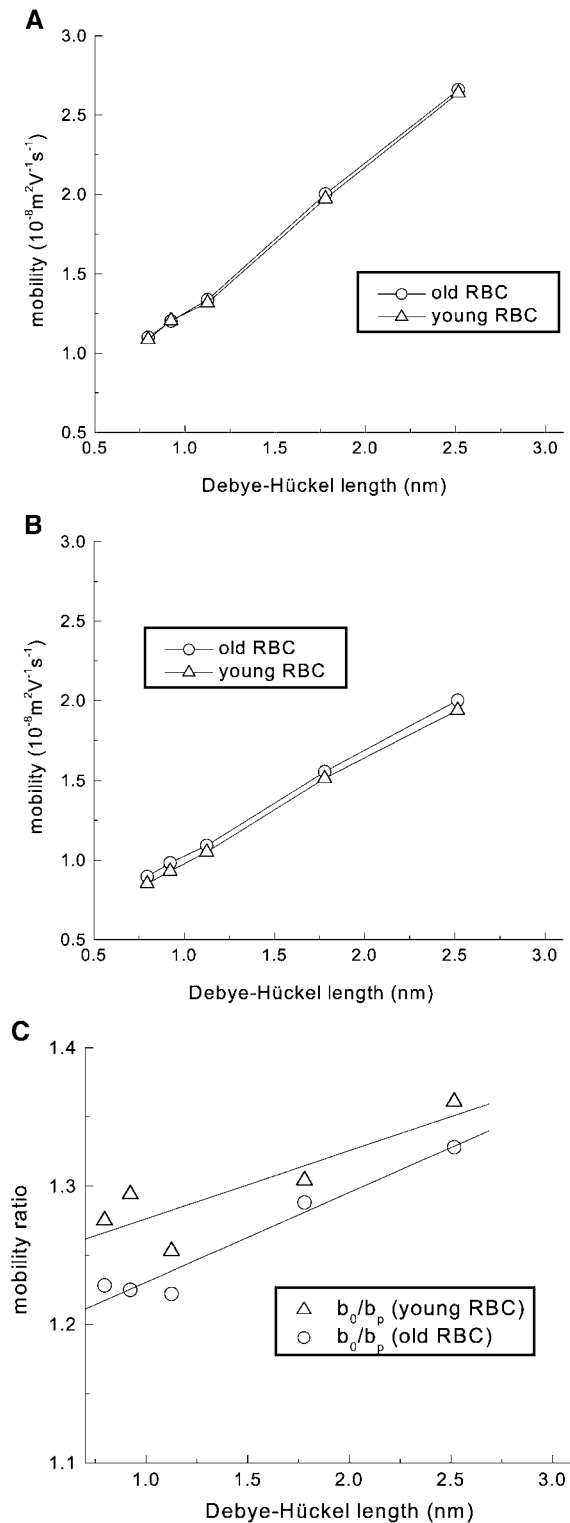 A
3.0
2.5
2.0
1.5
1.0
0.5
mobility (10⁻⁸m²V⁻¹s⁻¹)
old RBC
young RBC
0.5 1.0 1.5 2.0 2.5 3.0
Debye-Hückel length (nm)
B
3.0
2.5
2.0
1.5
1.0
0.5
mobility (10⁻⁸m²V⁻¹s⁻¹)
old RBC
young RBC
0.5 1.0 1.5 2.0 2.5 3.0
Debye-Hückel length (nm)
C
1.4
1.3
1.2
1.1
mobility ratio
b₀/bₚ (young RBC)
b₀/bₚ (old RBC)
1.0 1.5 2.0 2.5 3.0
Debye-Hückel length (nm)